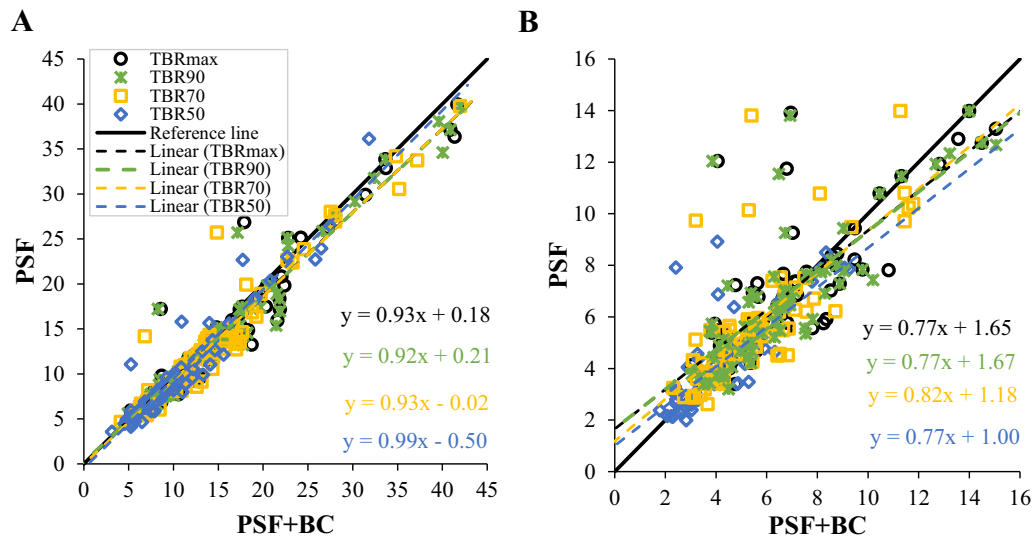 A
B
45
40
35
30
25
20
15
10
5
0
PSF
TBRmax
TBR90
TBR70
TBR50
Reference line
Linear (TBRmax)
Linear (TBR90)
Linear (TBR70)
Linear (TBR50)
y = 0.93x + 0.18
y = 0.92x + 0.21
y = 0.93x - 0.02
y = 0.99x - 0.50
0 5 10 15 20 25 30 35 40 45
PSF+BC
16
14
12
10
8
6
4
2
0
PSF
y = 0.77x + 1.65
y = 0.77x + 1.67
y = 0.82x + 1.18
y = 0.77x + 1.00
0 2 4 6 8 10 12 14 16
PSF+BC